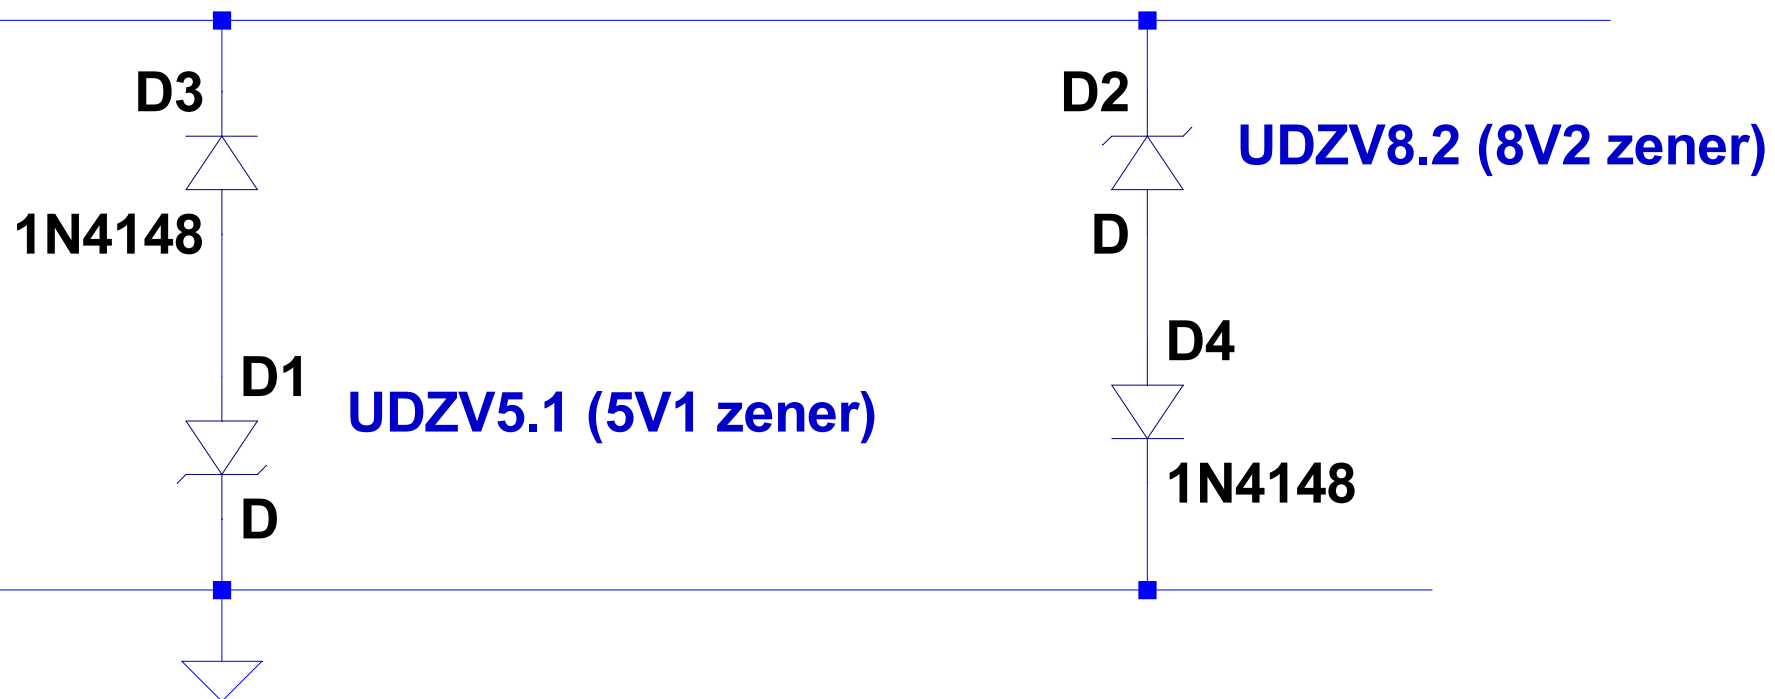 D3
1N4148
D1
UDZV5.1 (5V1 zener)
D
D2
UDZV8.2 (8V2 zener)
D
D4
1N4148